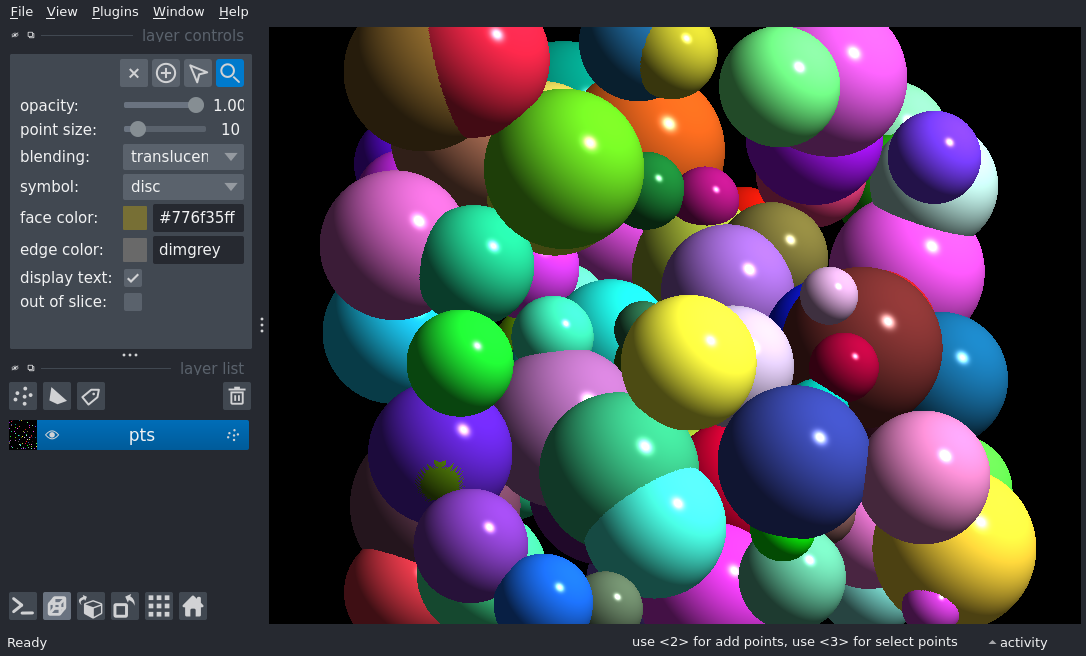 File View Plugins Window Help
layer controls
opacity: 1.00
point size: 10
blending: translucen
symbol: disc
face color: #776f35ff
edge color: dimgrey
display text:
out of slice:
layer list
pts
Ready use <2> for add points, use <3> for select points activity